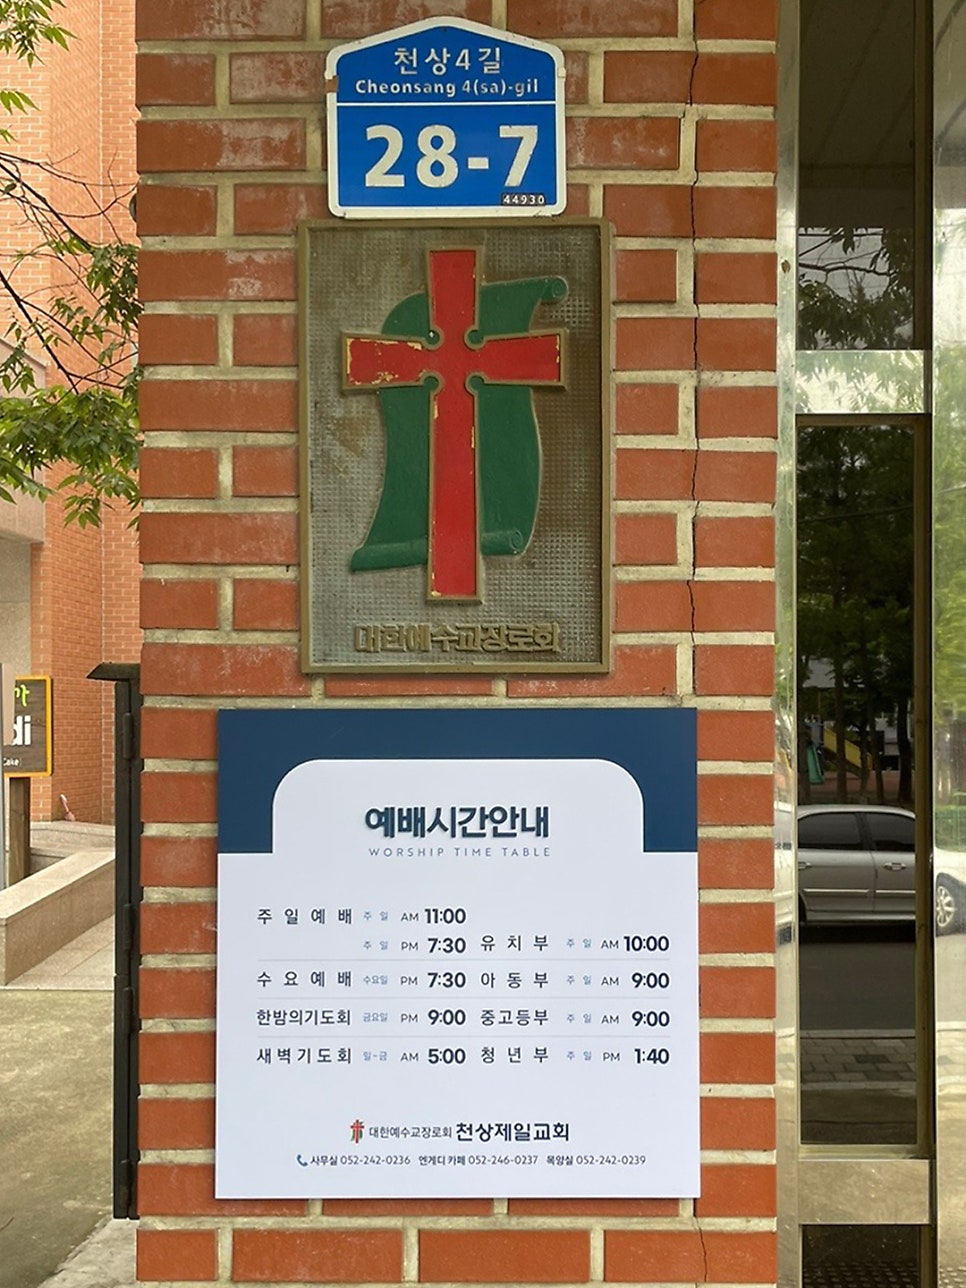 천상4길
Cheonsang 4(sa)-gil
28-7
44930
대한예수교장로회
di
Cake
예배시간안내
WORSHIP TIME TABLE
주일예배 주일 AM 11:00
주일 PM 7:30 유치부 주일 AM 10:00
수요예배 수요일 PM 7:30 아동부 주일 AM 9:00
한밤의기도회 금요일 PM 9:00 중고등부 주일 AM 9:00
새벽기도회 일~금 AM 5:00 청년부 주일 PM 1:40
대한예수교장로회 천상제일교회
사무실 052-242-0236 엔게디 카페 052-246-0237 목양실 052-242-0239